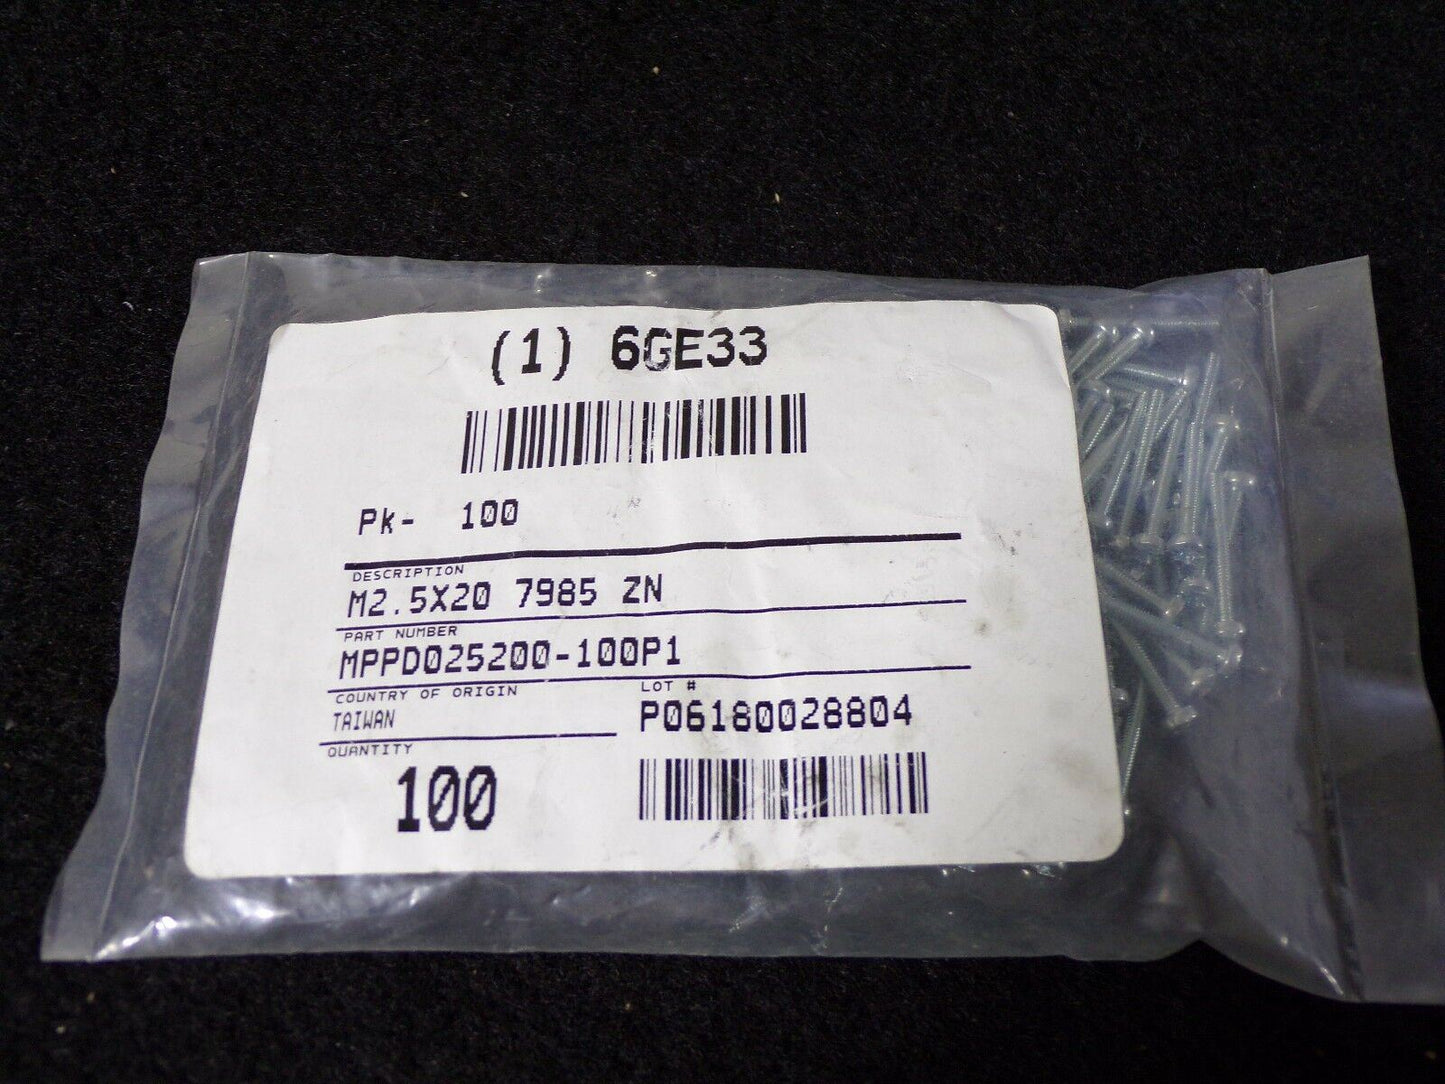 (1) 6GE33
Pk- 100
DESCRIPTION
M2.5X20 7985 ZN
PART NUMBER
MPPD025200-100P1
COUNTRY OF ORIGIN
TAIWAN
LOT #
P06180028804
QUANTITY
100